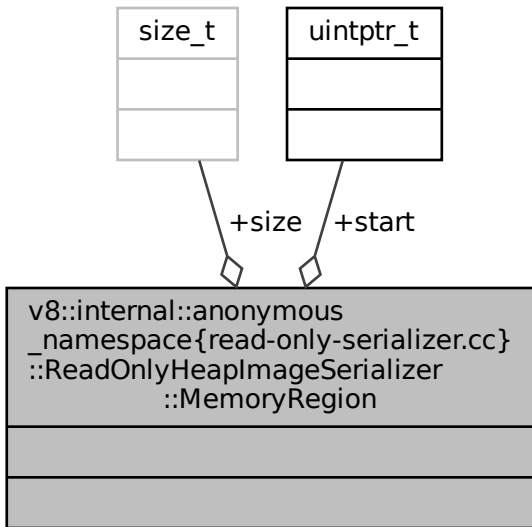 size_t
uintptr_t
+size
+start
v8::internal::anonymous
_namespace{read-only-serializer.cc}
::ReadOnlyHeapImageSerializer
::MemoryRegion